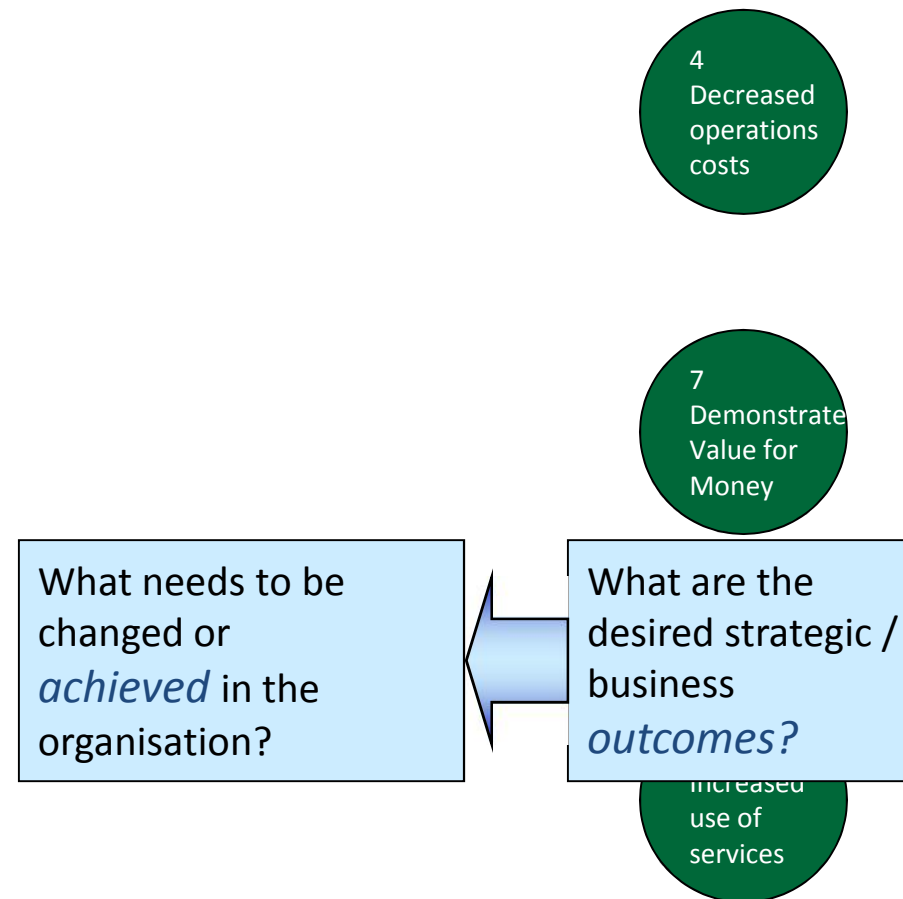 4
Decreased
operations
costs
7
Demonstrate
Value for
Money
What needs to be
changed or
achieved in the
organisation?
What are the
desired strategic /
business
outcomes?
Increased
use of
services